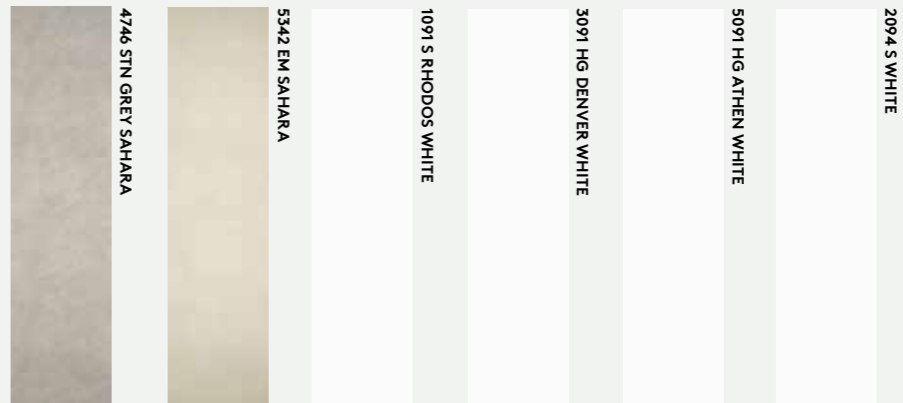 4746 STN GREY SAHARA
5342 EM SAHARA
1091 S RHODOS WHITE
3091 HG DENVER WHITE
5091 HG ATHEN WHITE
2094 S WHITE